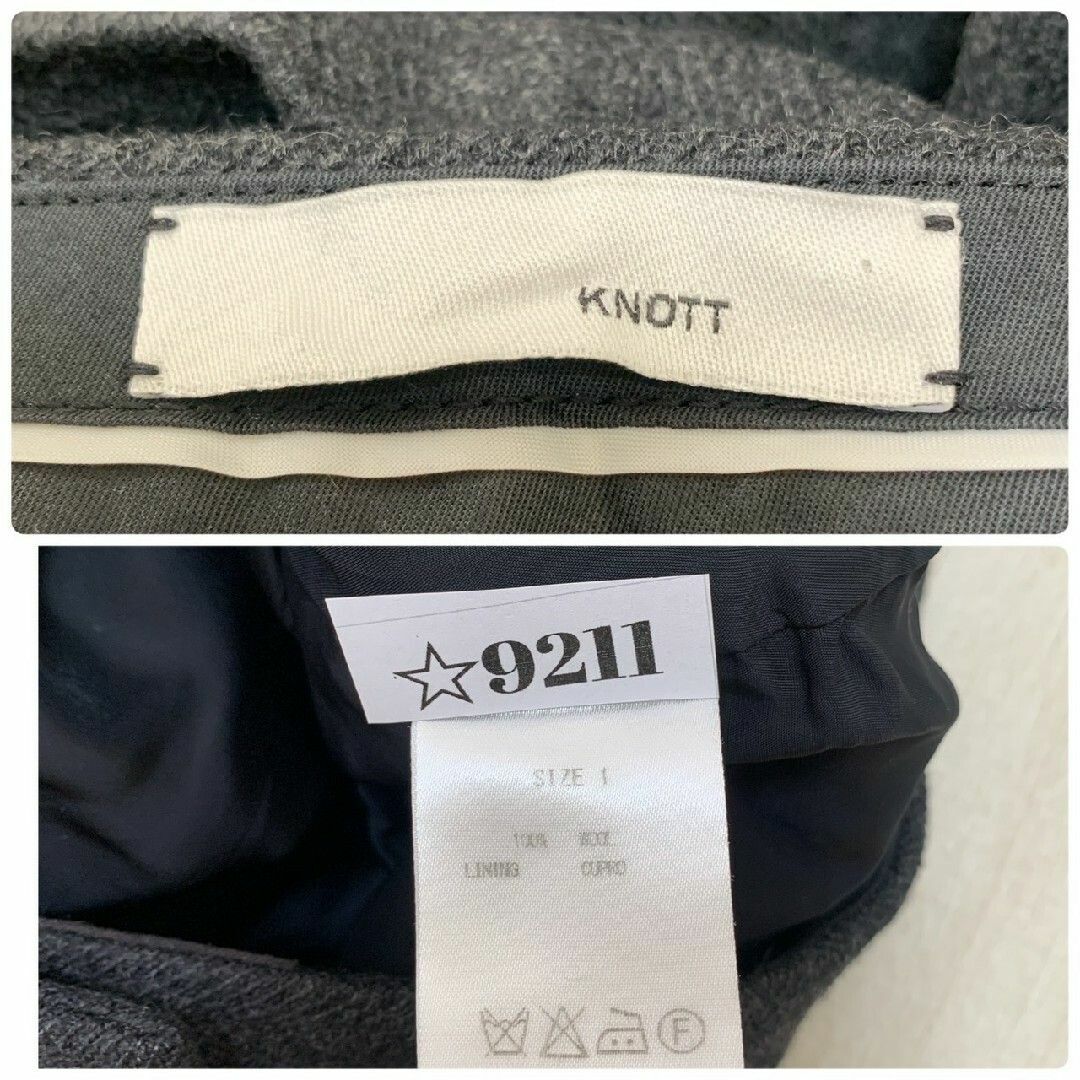 KNOTT
☆9211
SIZE 1
100% WOOL
LINING CUPRO
F